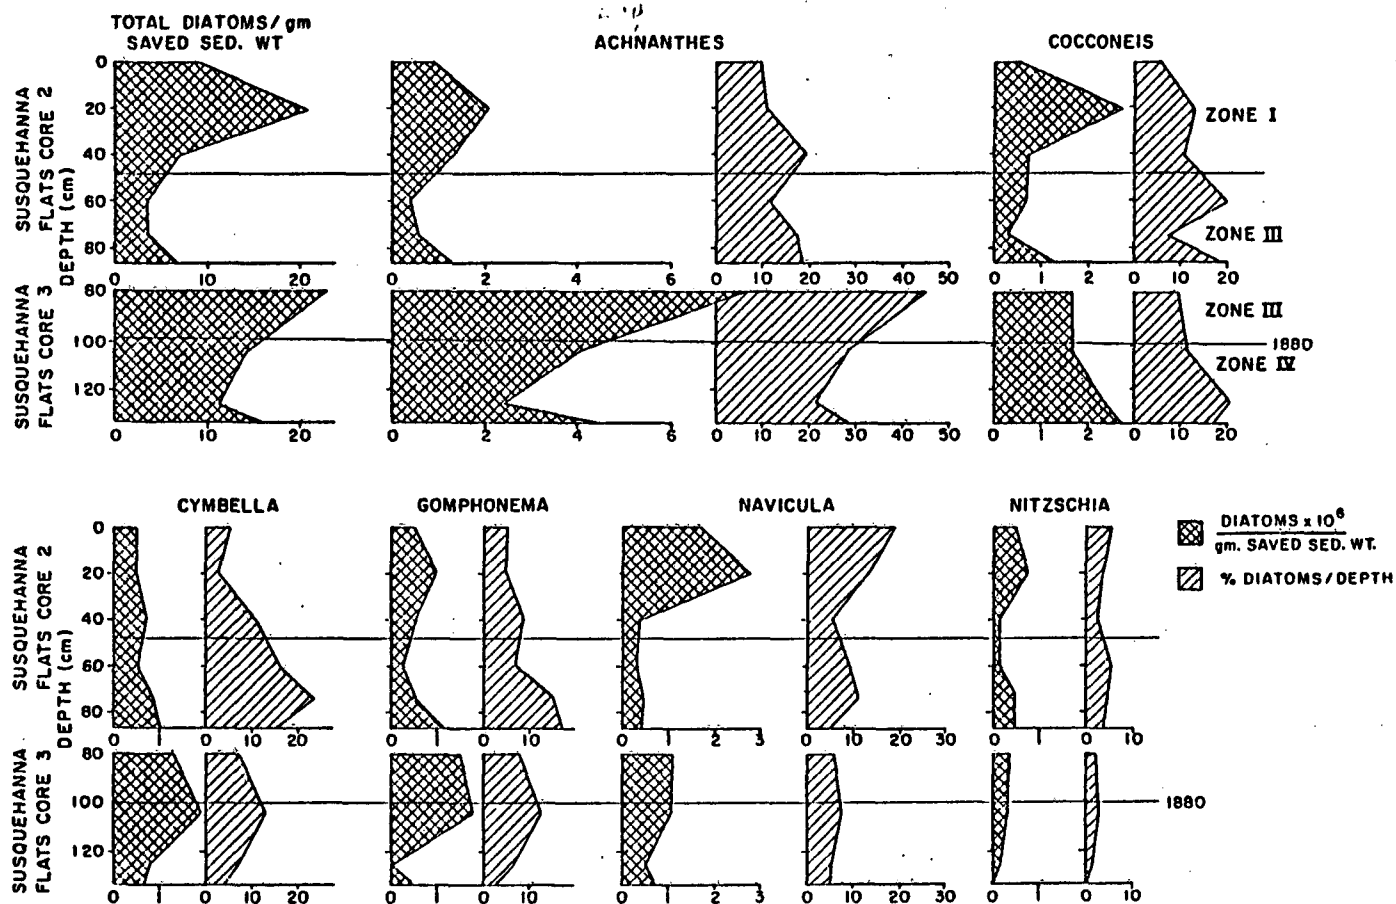 TOTAL DIATOMS/gm
SAVED SED. WT
ACHNANTHES
COCCONEIS
SUSQUEHANNA
FLATS CORE 2
DEPTH (cm)
0
20
40
60
80
ZONE I
ZONE III
0 10 20
0 2 4 6
0 10 20 30 40 50
0 1 2 0 10 20
SUSQUEHANNA
FLATS CORE 3
80
100
120
ZONE III
1880
ZONE IV
0 10 20
0 2 4 6
0 10 20 30 40 50
0 1 2 0 10 20
CYMBELLA
GOMPHONEMA
NAVICULA
NITZSCHIA
SUSQUEHANNA
FLATS CORE 2
DEPTH (cm)
0
20
40
60
80
DIATOMS x 10⁶
gm. SAVED SED. WT.
% DIATOMS/DEPTH
0 1 0 10 20
0 1 0 10
0 1 2 3 0 10 20 30
0 1 0 10
SUSQUEHANNA
FLATS CORE 3
80
100
120
1880
0 1 0 10 20
0 1 0 10
0 1 2 3 0 10 20 30
0 1 0 10